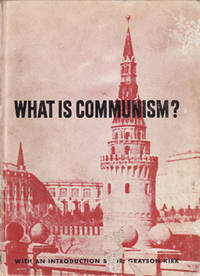 WHAT IS COMMUNISM?
WITH AN INTRODUCTION B GRAYSON KIRK